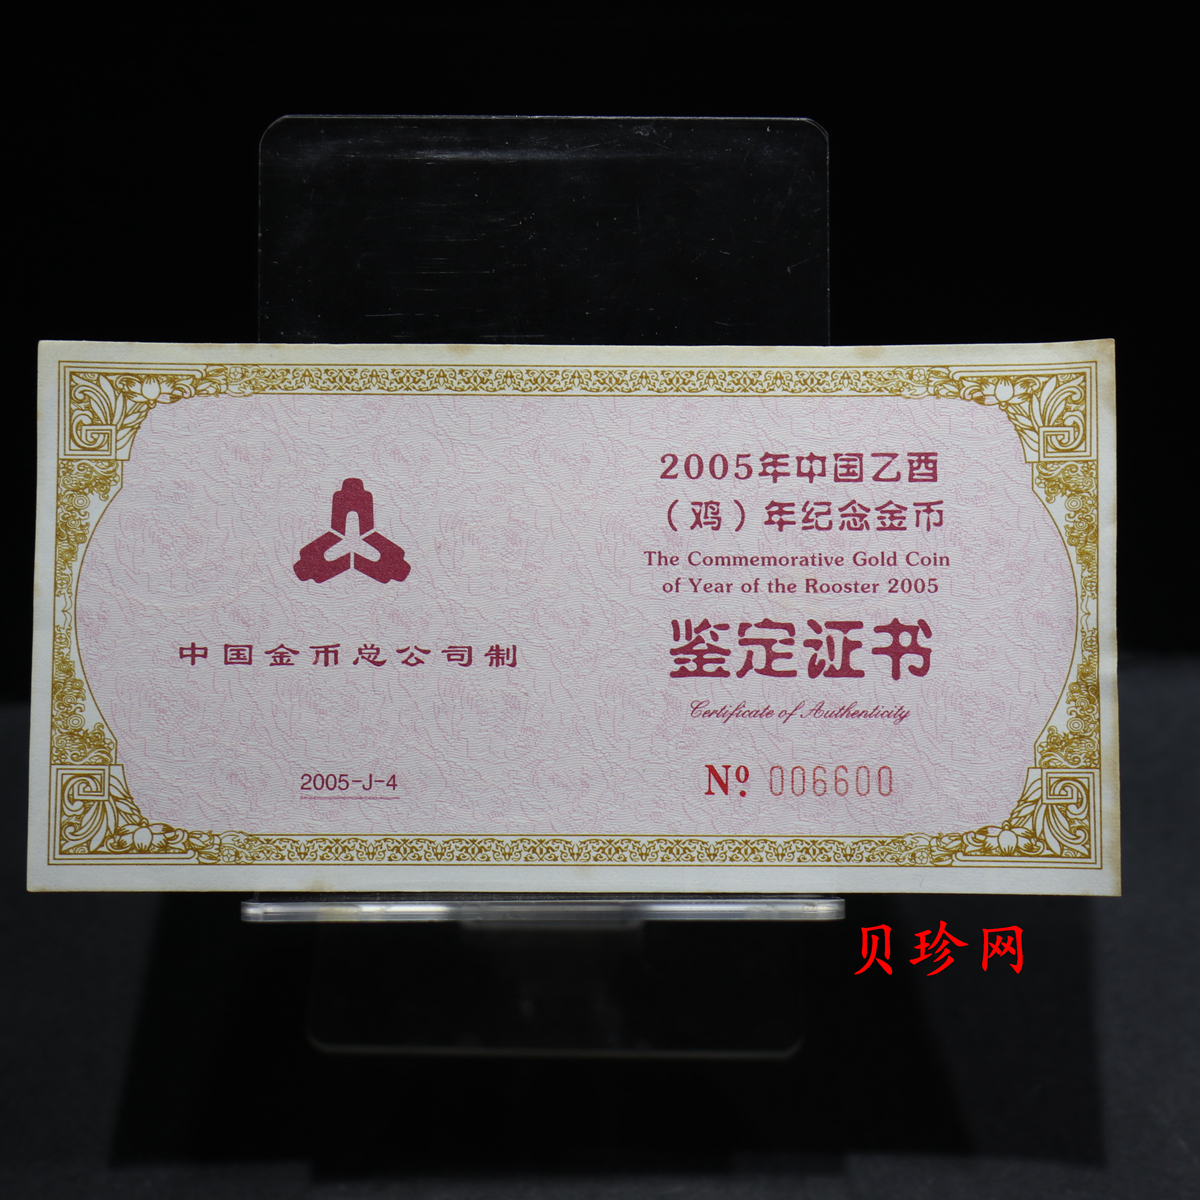 中国金币总公司制
2005-J-4
2005年中国乙酉
（鸡）年纪念金币
The Commemorative Gold Coin
of Year of the Rooster 2005
鉴定证书
Certificate of Authenticity
Nº 006600
贝珍网